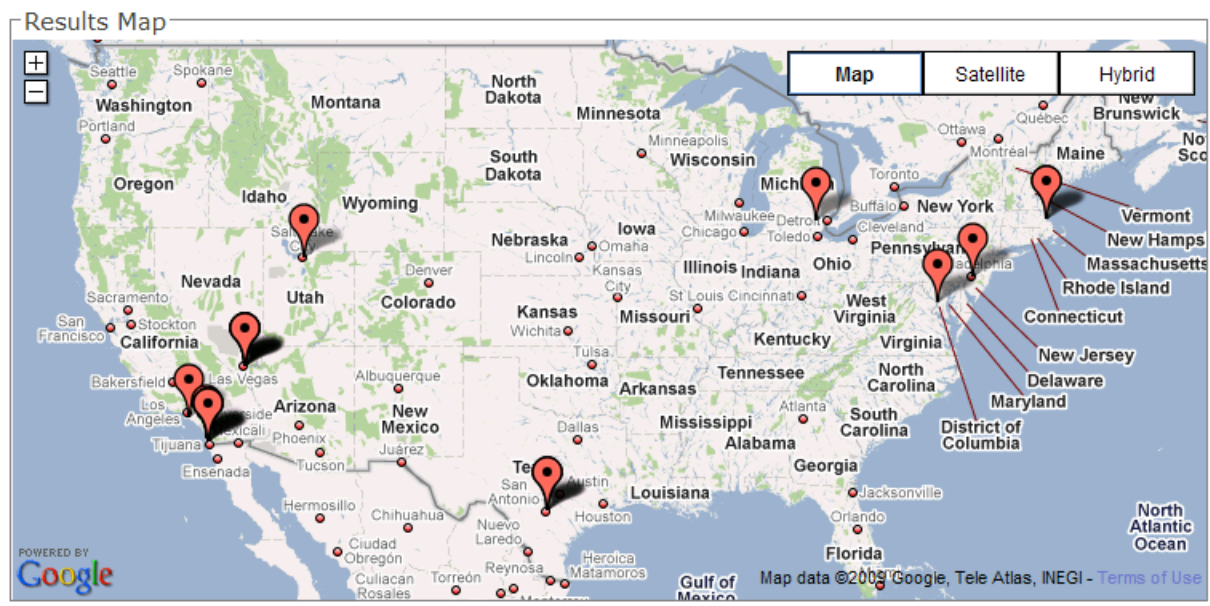 Results Map
+
−
Map
Satellite
Hybrid
Seattle
Spokane
Washington
Montana
North
Dakota
Minnesota
Ottawa
Québec
New
Brunswick
Portland
Minneapolis
Montréal
Maine
Oregon
Idaho
Wyoming
South
Dakota
Wisconsin
Toronto
Milwaukee
Detroit
Buffalo
New York
Vermont
New Hamps
Massachusetts
Rhode Island
Connecticut
New Jersey
Delaware
Maryland
District of
Columbia
Nebraska
Iowa
Omaha
Lincoln
Chicago
Toledo
Cleveland
Nevada
Utah
Denver
Colorado
Kansas
City
Illinois
Indiana
Ohio
Sacramento
San
Francisco
Stockton
California
Kansas
Wichita
Missouri
St Louis
Cincinnati
West
Virginia
Virginia
Kentucky
Bakersfield
Las Vegas
Albuquerque
Tulsa
Oklahoma
Arkansas
Tennessee
North
Carolina
Los
Angeles
Arizona
Phoenix
New
Mexico
Dallas
Mississippi
Alabama
Atlanta
South
Carolina
Tijuana
Tucson
Juárez
Georgia
Ensenada
San
Antonio
Austin
Houston
Louisiana
Jacksonville
Hermosillo
Chihuahua
Nuevo
Laredo
Orlando
Florida
North
Atlantic
Ocean
Ciudad
Obregón
Culiacan
Rosales
Torreón
Reynosa
Heroica
Matamoros
Gulf of
Mexico
POWERED BY
Google
Map data ©2009 Google, Tele Atlas, INEGI - Terms of Use